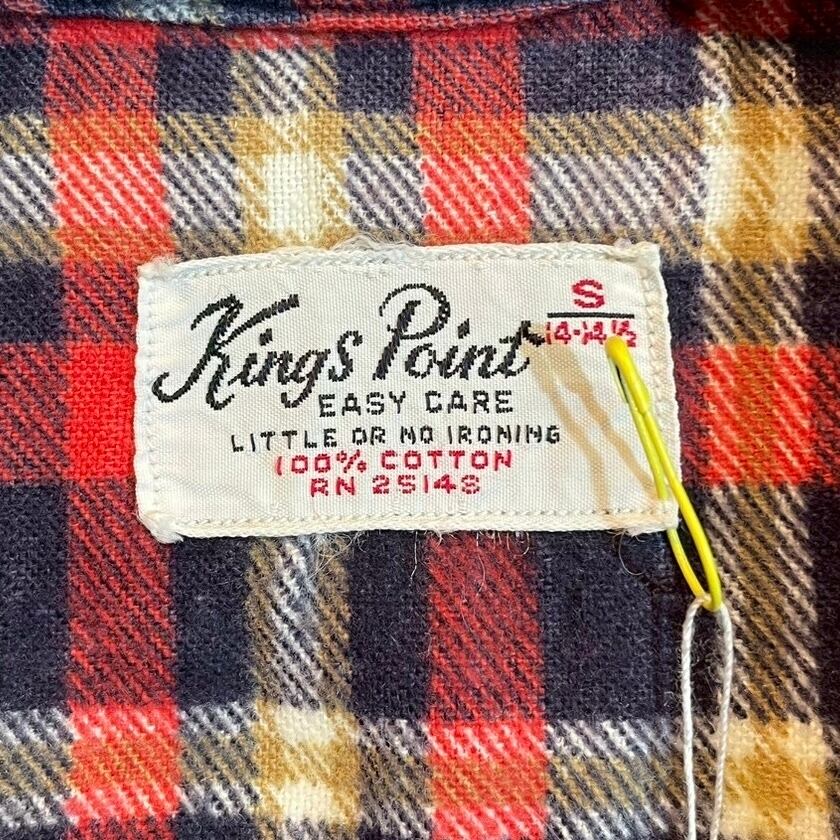 Kings Point
S
14-14½
EASY CARE
LITTLE OR NO IRONING
100% COTTON
RN 25148